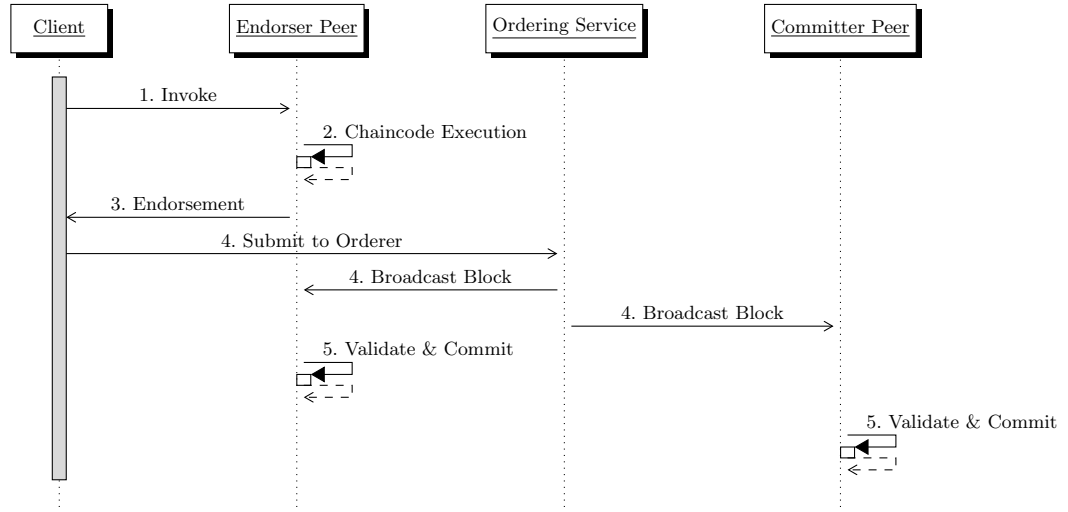 Client
Endorser Peer
Ordering Service
Committer Peer
1. Invoke
2. Chaincode Execution
3. Endorsement
4. Submit to Orderer
4. Broadcast Block
4. Broadcast Block
5. Validate & Commit
5. Validate & Commit